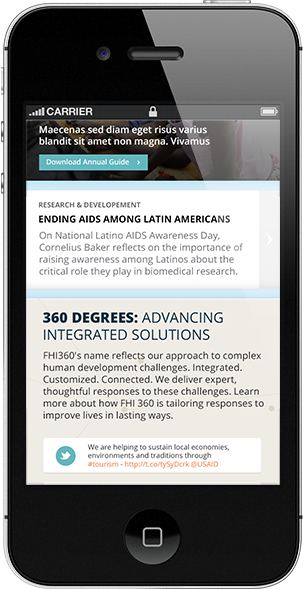 CARRIER
Maecenas sed diam eget risus varius
blandit sit amet non magna. Vivamus
Download Annual Guide ›
RESEARCH & DEVELOPEMENT
ENDING AIDS AMONG LATIN AMERICANS
On National Latino AIDS Awareness Day,
Cornelius Baker reflects on the importance of
raising awareness among Latinos about the
critical role they play in biomedical research.
360 DEGREES: ADVANCING
INTEGRATED SOLUTIONS
FHI360's name reflects our approach to complex
human development challenges. Integrated.
Customized. Connected. We deliver expert,
thoughtful responses to these challenges. Learn
more about how FHI 360 is tailoring responses to
improve lives in lasting ways.
We are helping to sustain local economies,
environments and traditions through
#tourism - http://t.co/tySyDcrk @USAID